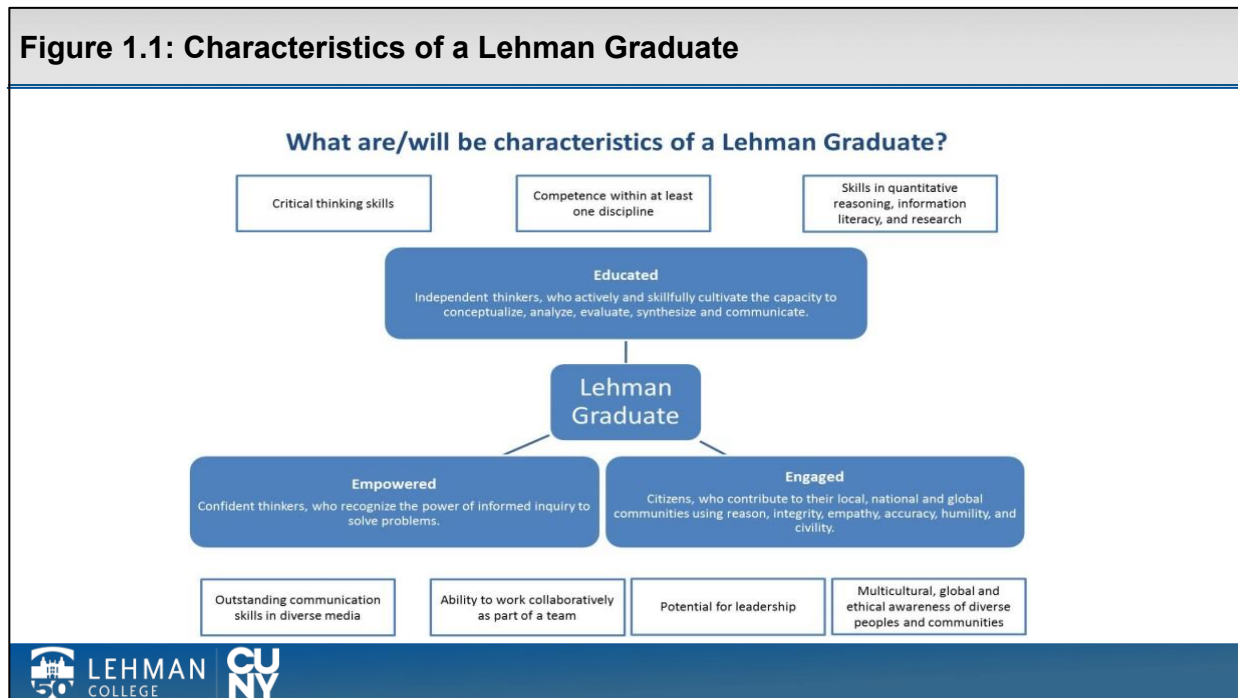 Figure 1.1: Characteristics of a Lehman Graduate
What are/will be characteristics of a Lehman Graduate?
Critical thinking skills
Competence within at least
one discipline
Skills in quantitative
reasoning, information
literacy, and research
Educated
Independent thinkers, who actively and skillfully cultivate the capacity to
conceptualize, analyze, evaluate, synthesize and communicate.
Lehman
Graduate
Empowered
Confident thinkers, who recognize the power of informed inquiry to
solve problems.
Engaged
Citizens, who contribute to their local, national and global
communities using reason, integrity, empathy, accuracy, humility, and
civility.
Outstanding communication
skills in diverse media
Ability to work collaboratively
as part of a team
Potential for leadership
Multicultural, global and
ethical awareness of diverse
peoples and communities
50
LEHMAN
COLLEGE
CU
NY